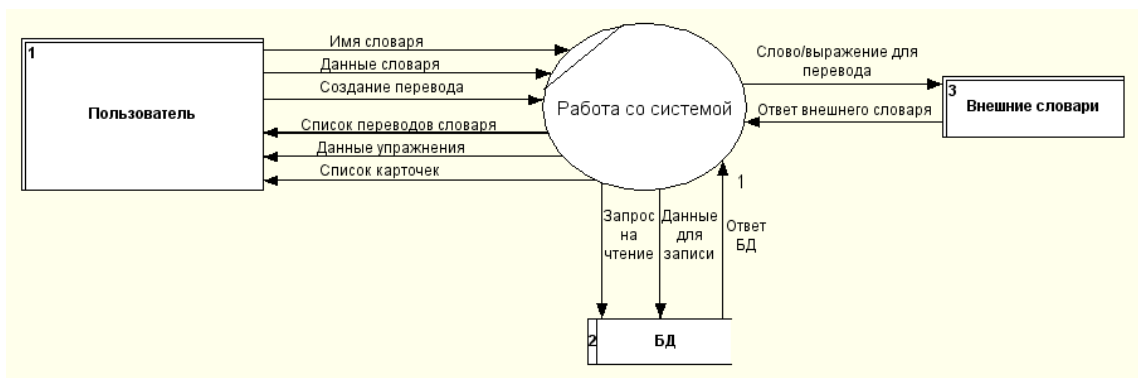 1
Пользователь
Имя словаря
Данные словаря
Создание перевода
Список переводов словаря
Данные упражнения
Список карточек
Работа со системой
1
Слово/выражение для
перевода
Ответ внешнего словаря
3
Внешние словари
Запрос
на
чтение
Данные
для
записи
Ответ
БД
2
БД